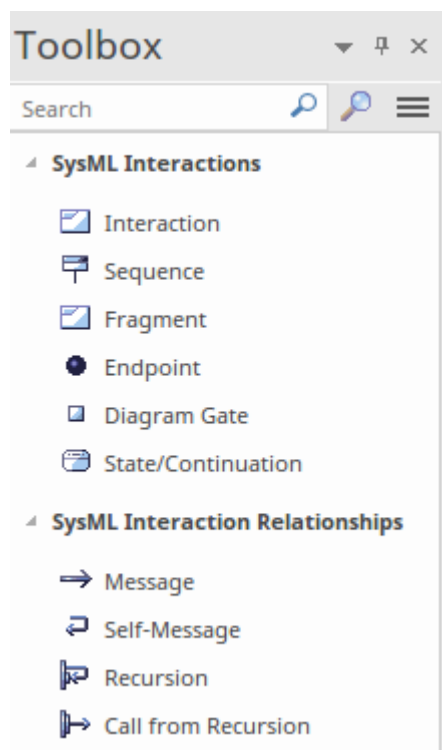 Toolbox
Search
SysML Interactions
Interaction
Sequence
Fragment
Endpoint
Diagram Gate
State/Continuation
SysML Interaction Relationships
Message
Self-Message
Recursion
Call from Recursion